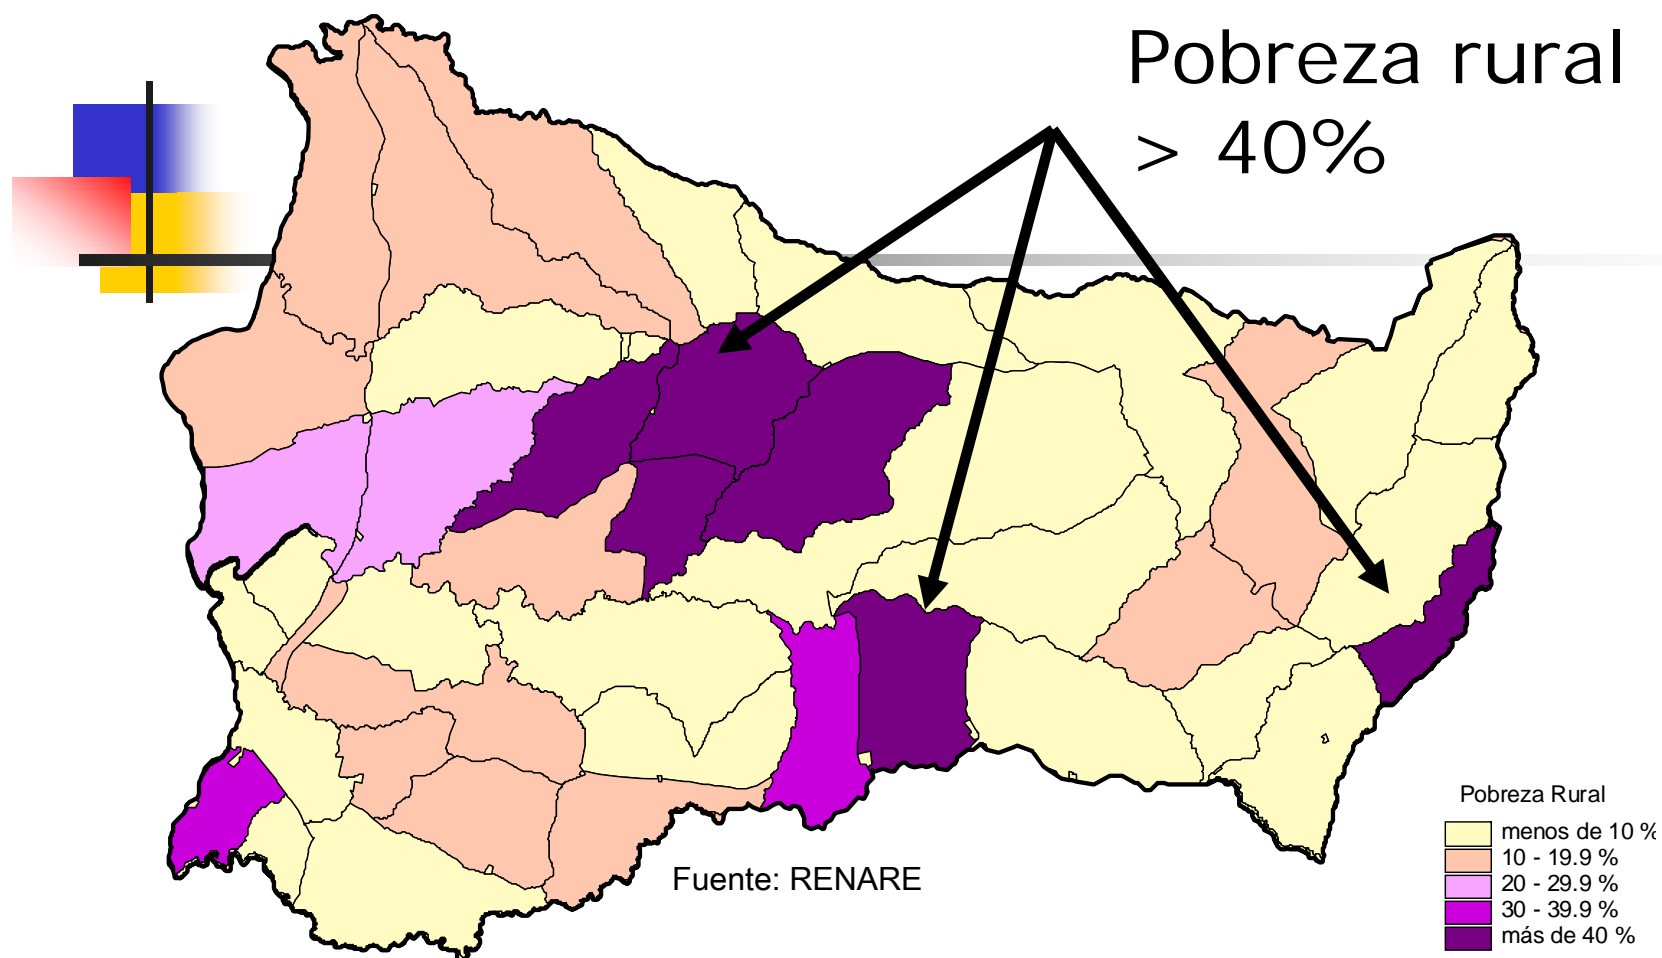 Pobreza rural
> 40%
Fuente: RENARE
Pobreza Rural
menos de 10 %
10 - 19.9 %
20 - 29.9 %
30 - 39.9 %
más de 40 %